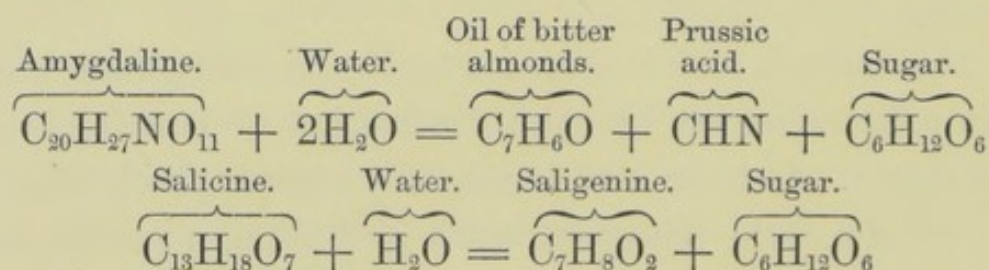 Amygdaline. Water. Oil of bitter almonds. Prussic acid. Sugar.
C₂₀H₂₇NO₁₁ + 2H₂O = C₇H₆O + CHN + C₆H₁₂O₆
Salicine. Water. Saligenine. Sugar.
C₁₃H₁₈O₇ + H₂O = C₇H₈O₂ + C₆H₁₂O₆